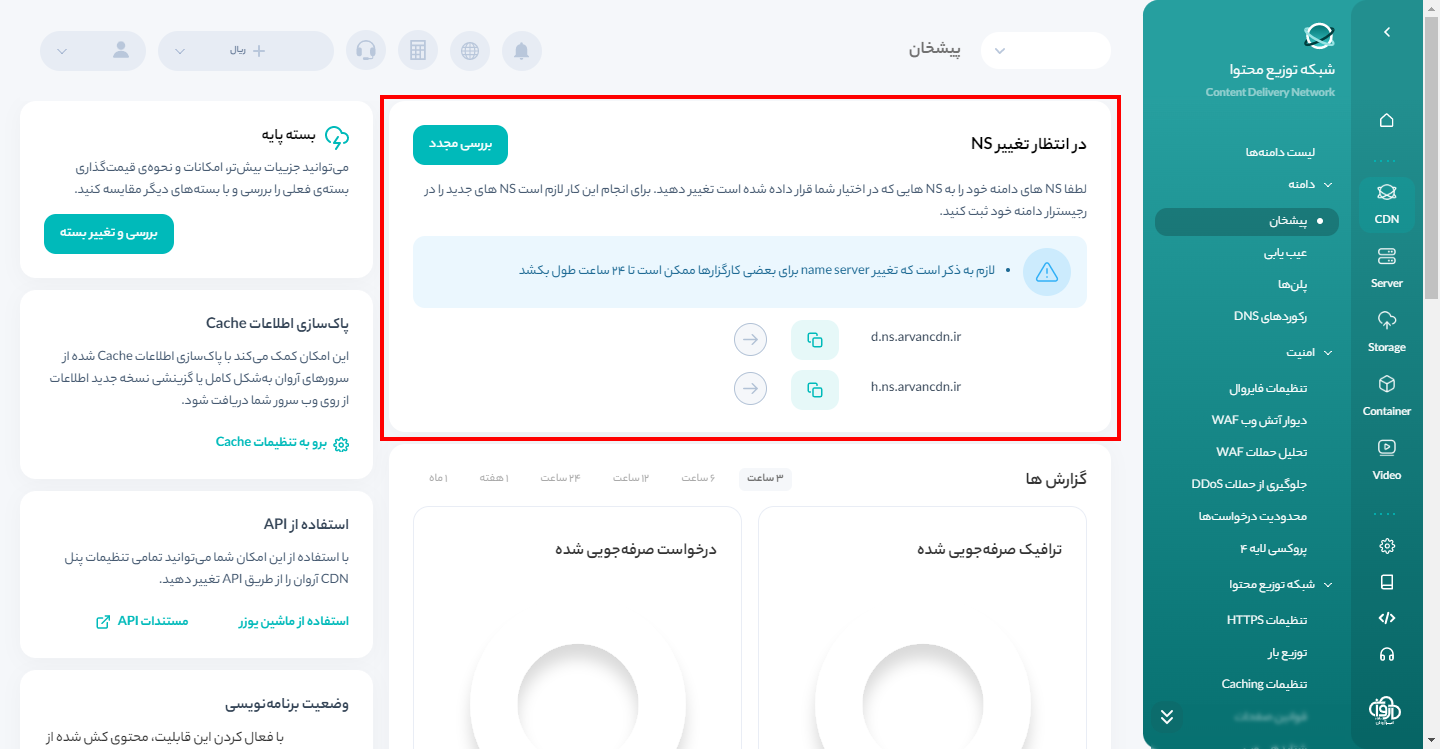 شبکه توزیع محتوا
Content Delivery Network
لیست دامنه‌ها
دامنه
پیشخان
عیب یابی
پلن‌ها
رکوردهای DNS
امنیت
تنظیمات فایروال
دیوار آتش وب WAF
تحلیل حملات WAF
جلوگیری از حملات DDoS
محدودیت درخواست‌ها
پروکسی لایه ۴
شبکه توزیع محتوا
تنظیمات HTTPS
توزیع بار
تنظیمات Caching
CDN
Server
Storage
Container
Video
پیشخان
ریال
در انتظار تغییر NS
بررسی مجدد
لطفا NS های دامنه خود را به NS هایی که در اختیار شما قرار داده شده است تغییر دهید. برای انجام این کار لازم است NS های جدید را در
رجیسترار دامنه خود ثبت کنید.
لازم به ذکر است که تغییر name server برای بعضی کارگزارها ممکن است تا ۲۴ ساعت طول بکشد
d.ns.arvancdn.ir
h.ns.arvancdn.ir
گزارش ها
۳ ساعت
۶ ساعت
۱۲ ساعت
۲۴ ساعت
۱ هفته
۱ ماه
ترافیک صرفه‌جویی شده
درخواست صرفه‌جویی شده
بسته پایه
می‌توانید جزییات بیش‌تر، امکانات و نحوه‌ی قیمت‌گذاری
بسته‌ی فعلی را بررسی و با بسته‌های دیگر مقایسه کنید.
بررسی و تغییر بسته
پاک‌سازی اطلاعات Cache
این امکان کمک می‌کند با پاک‌سازی اطلاعات Cache شده از
سرورهای آروان به‌شکل کامل یا گزینشی نسخه جدید اطلاعات
از روی وب سرور شما دریافت شود.
برو به تنظیمات Cache
استفاده از API
با استفاده از این امکان شما می‌توانید تمامی تنظیمات پنل
CDN آروان را از طریق API تغییر دهید.
استفاده از ماشین یوزر
مستندات API
وضعیت برنامه‌نویسی
با فعال کردن این قابلیت، محتوی کش شده از